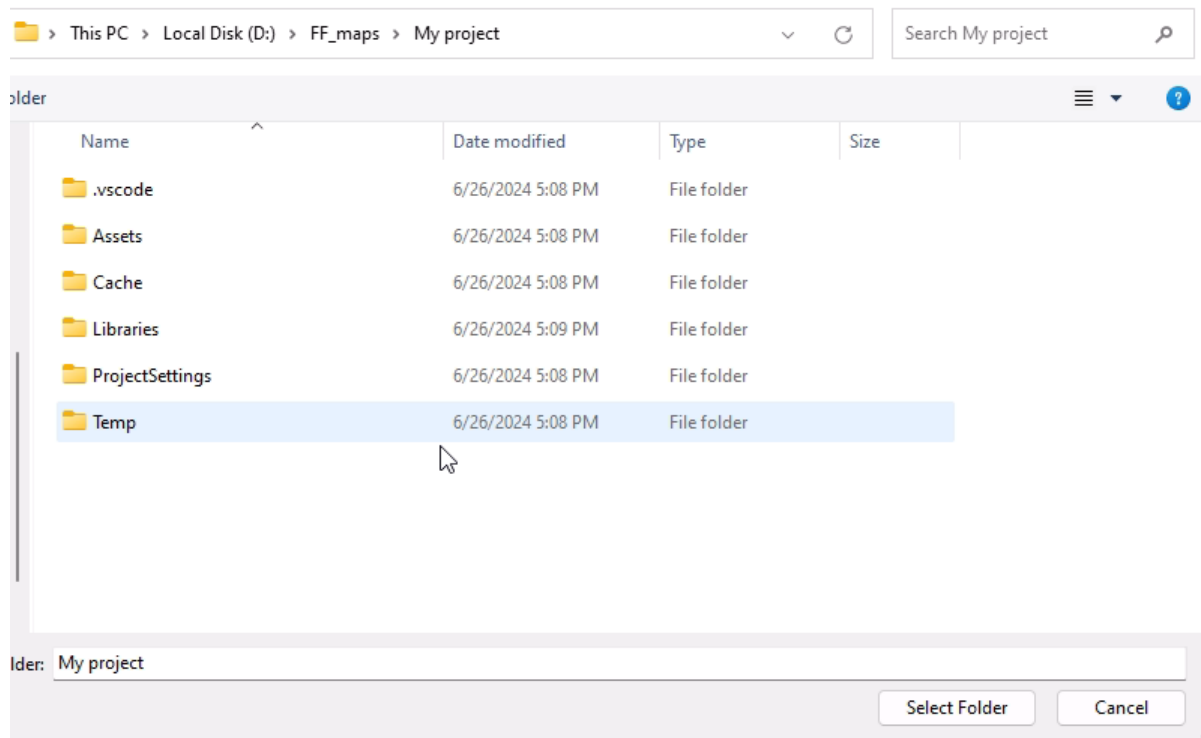 This PC > Local Disk (D:) > FF_maps > My project
Search My project
older
?
Name Date modified Type Size
.vscode 6/26/2024 5:08 PM File folder
Assets 6/26/2024 5:08 PM File folder
Cache 6/26/2024 5:08 PM File folder
Libraries 6/26/2024 5:09 PM File folder
ProjectSettings 6/26/2024 5:08 PM File folder
Temp 6/26/2024 5:08 PM File folder
lder: My project
Select Folder Cancel